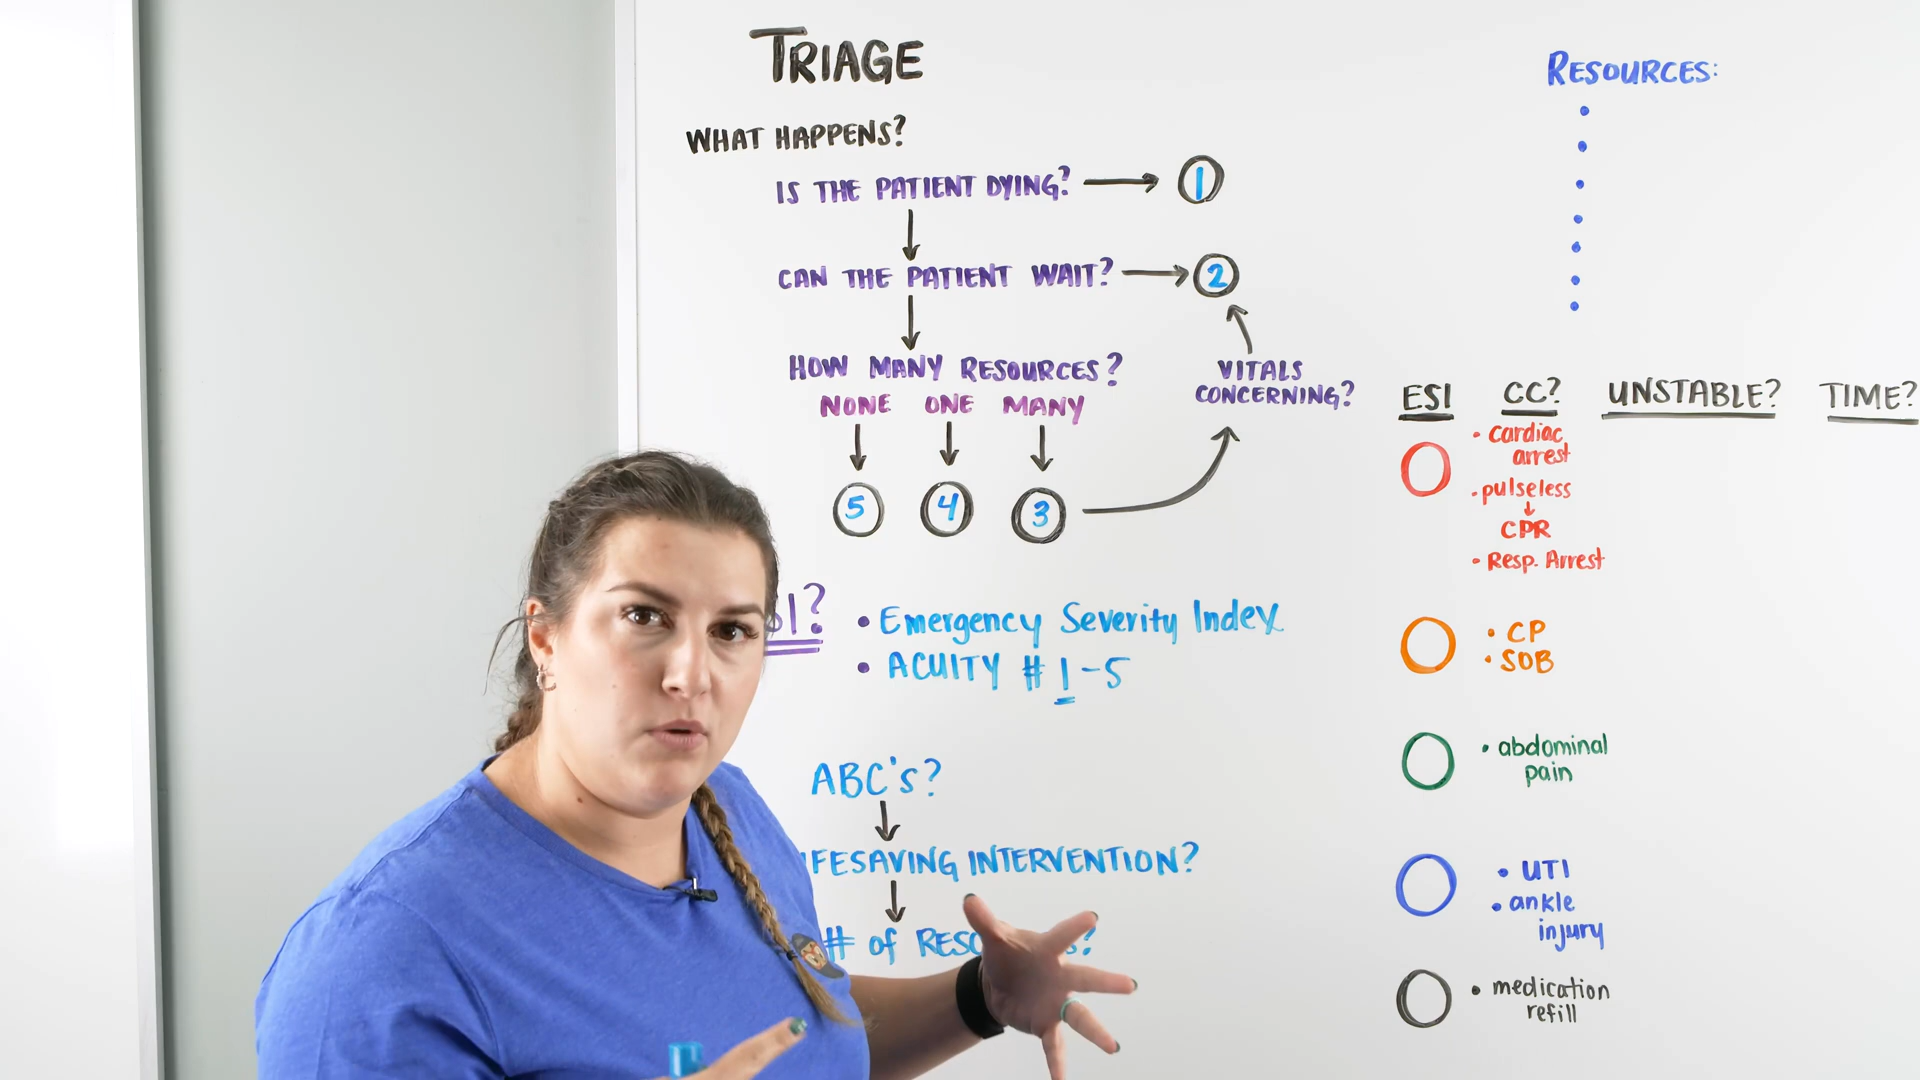 TRIAGE
WHAT HAPPENS?
IS THE PATIENT DYING? → 1
CAN THE PATIENT WAIT? → 2
HOW MANY RESOURCES?
NONE ONE MANY
5 4 3
VITALS
CONCERNING?
• Emergency Severity Index
• ACUITY # 1-5
ABC's?
IFESAVING INTERVENTION?
# of
RESOURCES:
ESI CC? UNSTABLE? TIME?
• Cardiac
arrest
• pulseless
↓
CPR
• Resp. Arrest
• CP
• SOB
• abdominal
pain
• UTI
• ankle
injury
• medication
refill